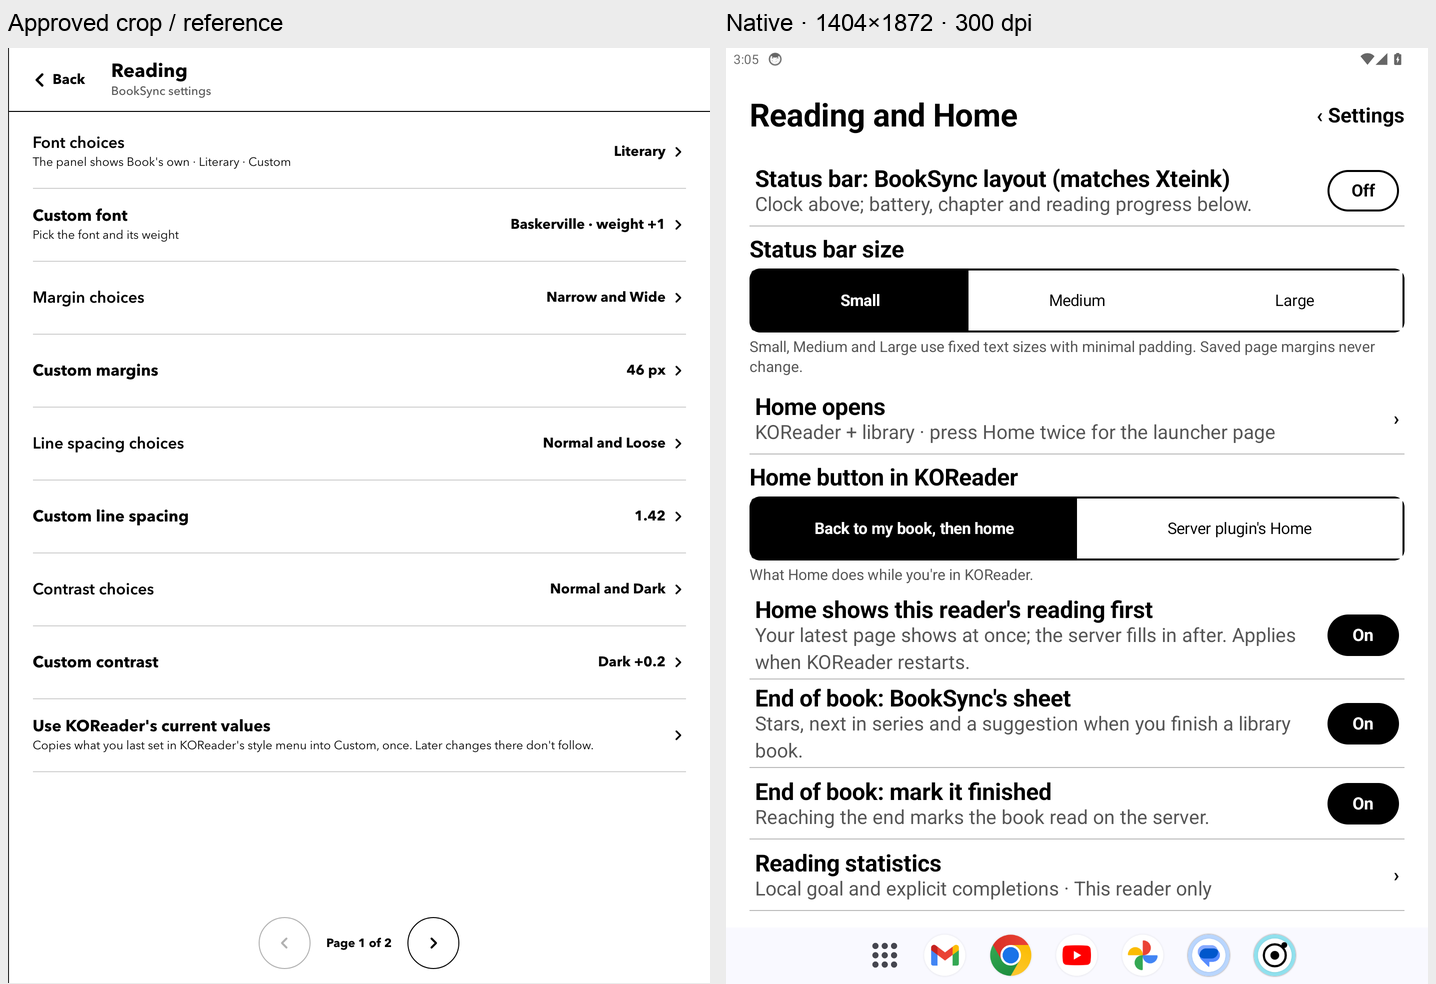 Approved crop / reference
Back
Reading
BookSync settings
Font choices
The panel shows Book's own · Literary · Custom
Literary
Custom font
Pick the font and its weight
Baskerville · weight +1
Margin choices
Narrow and Wide
Custom margins
46 px
Line spacing choices
Normal and Loose
Custom line spacing
1.42
Contrast choices
Normal and Dark
Custom contrast
Dark +0.2
Use KOReader's current values
Copies what you last set in KOReader's style menu into Custom, once. Later changes there don't follow.
Page 1 of 2
Native · 1404×1872 · 300 dpi
3:05
Reading and Home
‹ Settings
Status bar: BookSync layout (matches Xteink)
Clock above; battery, chapter and reading progress below.
Off
Status bar size
Small
Medium
Large
Small, Medium and Large use fixed text sizes with minimal padding. Saved page margins never
change.
Home opens
KOReader + library · press Home twice for the launcher page
Home button in KOReader
Back to my book, then home
Server plugin's Home
What Home does while you're in KOReader.
Home shows this reader's reading first
Your latest page shows at once; the server fills in after. Applies
when KOReader restarts.
On
End of book: BookSync's sheet
Stars, next in series and a suggestion when you finish a library
book.
On
End of book: mark it finished
Reaching the end marks the book read on the server.
On
Reading statistics
Local goal and explicit completions · This reader only